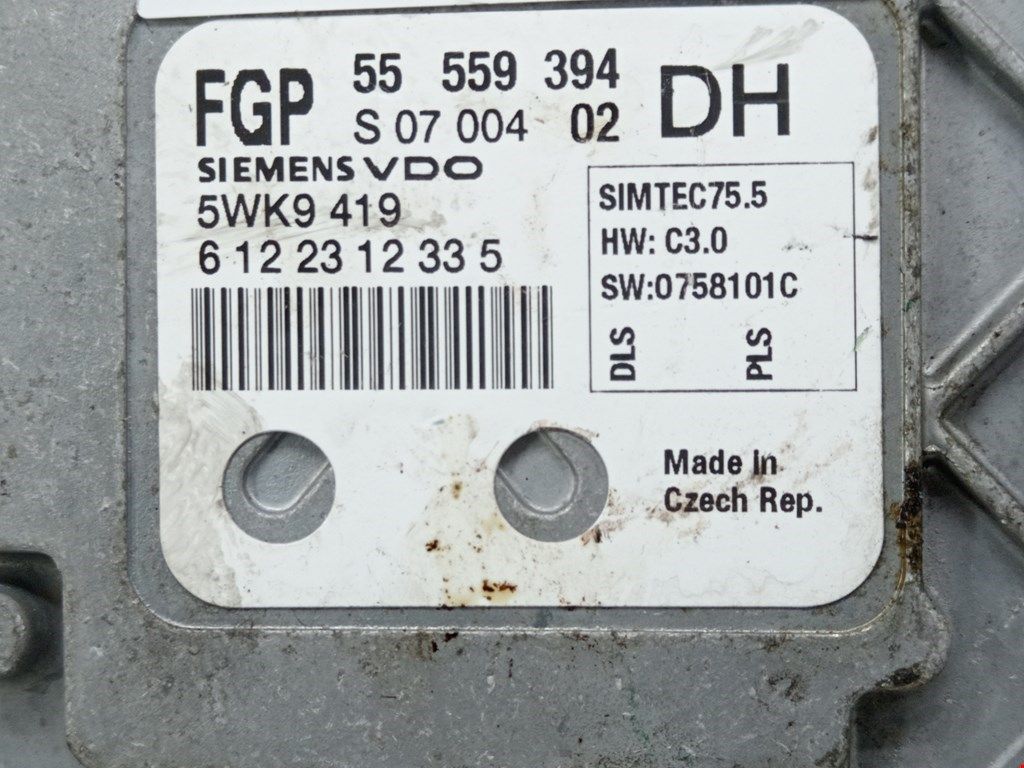 FGP 55 559 394 DH
S 07 004 02
SIEMENS VDO
5WK9 419
6 12 23 12 33 5
SIMTEC75.5
HW: C3.0
SW:0758101C
DLS PLS
Made in
Czech Rep.